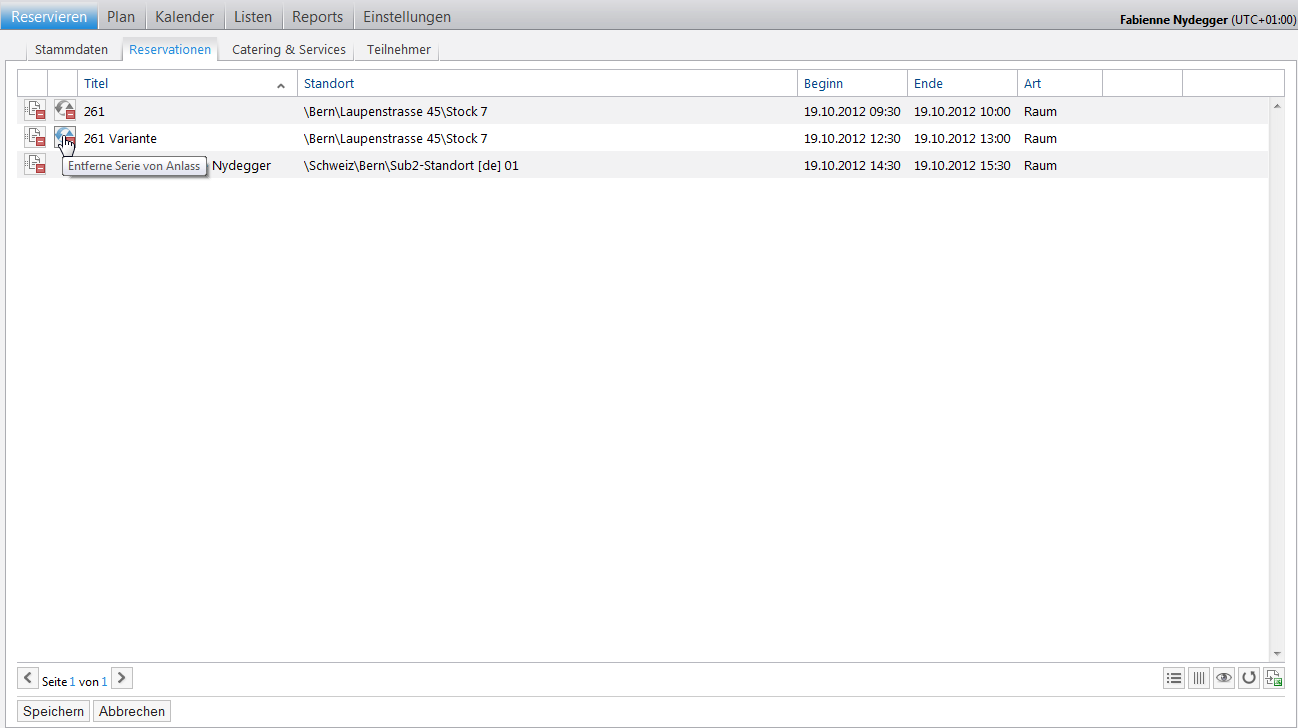 Reservieren Plan Kalender Listen Reports Einstellungen Fabienne Nydegger (UTC+01:00)
Stammdaten Reservationen Catering & Services Teilnehmer
Titel Standort Beginn Ende Art
261 \Bern\Laupenstrasse 45\Stock 7 19.10.2012 09:30 19.10.2012 10:00 Raum
261 Variante \Bern\Laupenstrasse 45\Stock 7 19.10.2012 12:30 19.10.2012 13:00 Raum
Entferne Serie von Anlass Nydegger \Schweiz\Bern\Sub2-Standort [de] 01 19.10.2012 14:30 19.10.2012 15:30 Raum
Seite 1 von 1
Speichern Abbrechen